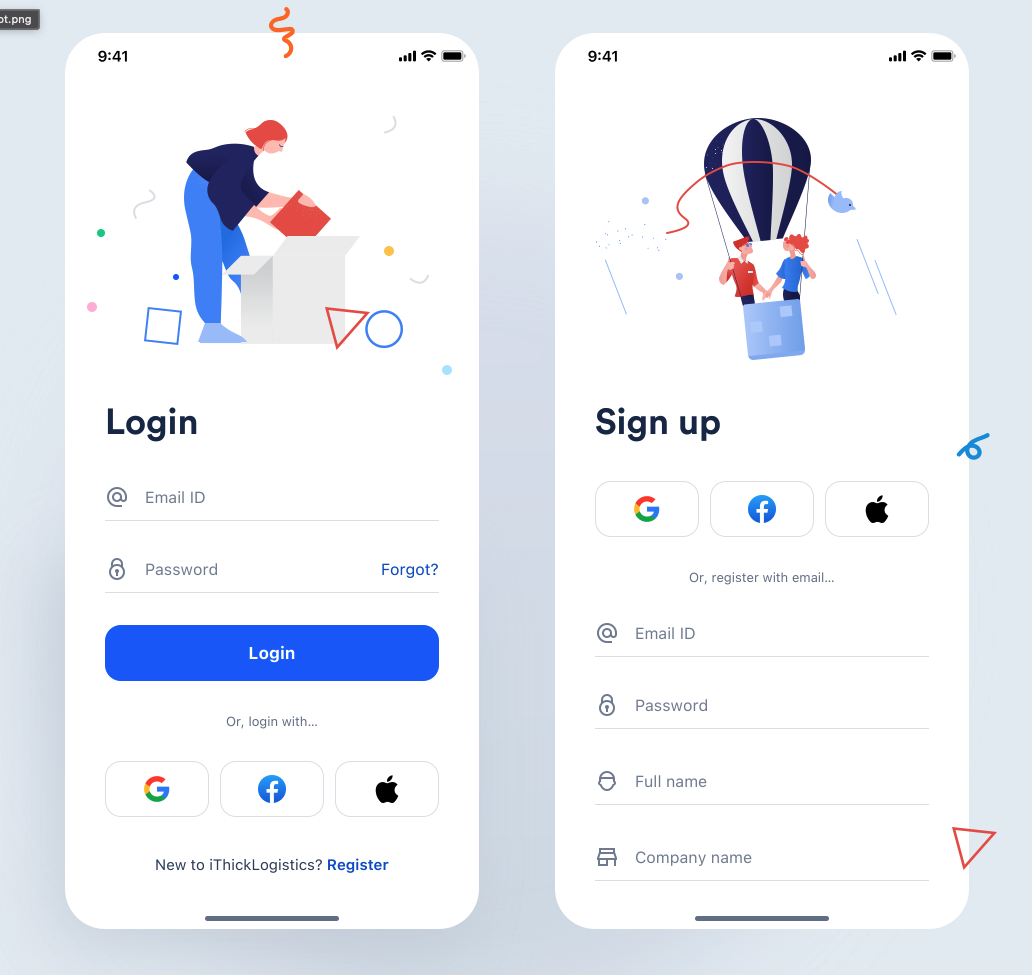 ot.png
9:41
Login
Email ID
Password
Forgot?
Login
Or, login with...
New to iThickLogistics? Register
9:41
Sign up
Or, register with email...
Email ID
Password
Full name
Company name